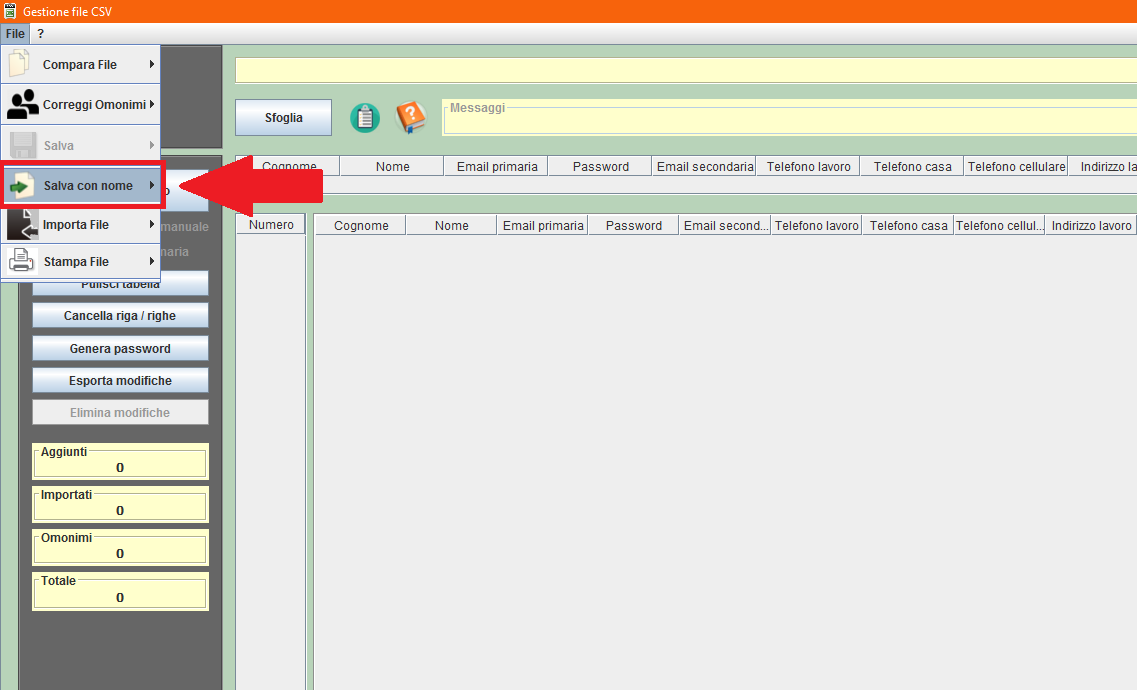 Gestione file CSV
File ?
Compara File
Correggi Omonimi
Salva
Salva con nome
Importa File
Stampa File
Sfoglia
Messaggi
Cognome Nome Email primaria Password Email secondaria Telefono lavoro Telefono casa Telefono cellulare Indirizzo la
o
manuale
naria
Numero Cognome Nome Email primaria Password Email second... Telefono lavoro Telefono casa Telefono cellul... Indirizzo lavoro
Pulisci tabella
Cancella riga / righe
Genera password
Esporta modifiche
Elimina modifiche
Aggiunti
0
Importati
0
Omonimi
0
Totale
0